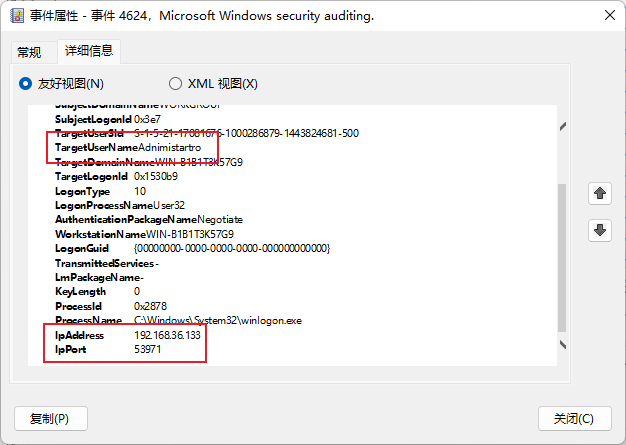 事件属性 - 事件 4624，Microsoft Windows security auditing.
常规 详细信息
友好视图(N) XML 视图(X)
SubjectDomainName WORKGROUP
SubjectLogonId 0x3e7
TargetUserSid S-1-5-21-17081676-1000286879-1443824681-500
TargetUserName Adnimistartro
TargetDomainName WIN-B1B1T3K57G9
TargetLogonId 0x1530b9
LogonType 10
LogonProcessName User32
AuthenticationPackageName Negotiate
WorkstationName WIN-B1B1T3K57G9
LogonGuid {00000000-0000-0000-0000-000000000000}
TransmittedServices -
LmPackageName -
KeyLength 0
ProcessId 0x2878
ProcessName C:\Windows\System32\winlogon.exe
IpAddress 192.168.36.133
IpPort 53971
复制(P) 关闭(C)